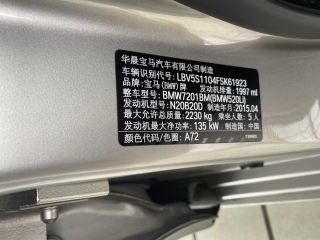 华晨宝马汽车有限公司制造
车辆识别代号: LBV5S1104FSK61923
品牌: 宝马(BMW)牌 发动机排量: 1997 ml
整车型号: BMW7201BM(BMW520Li)
发动机型号: N20B20D 制造年月: 2015.04
最大允许总质量: 2230 kg 乘坐人数: 5 人
发动机最大净功率: 135 kW 制造国: 中国
颜色代码/色圈: A72